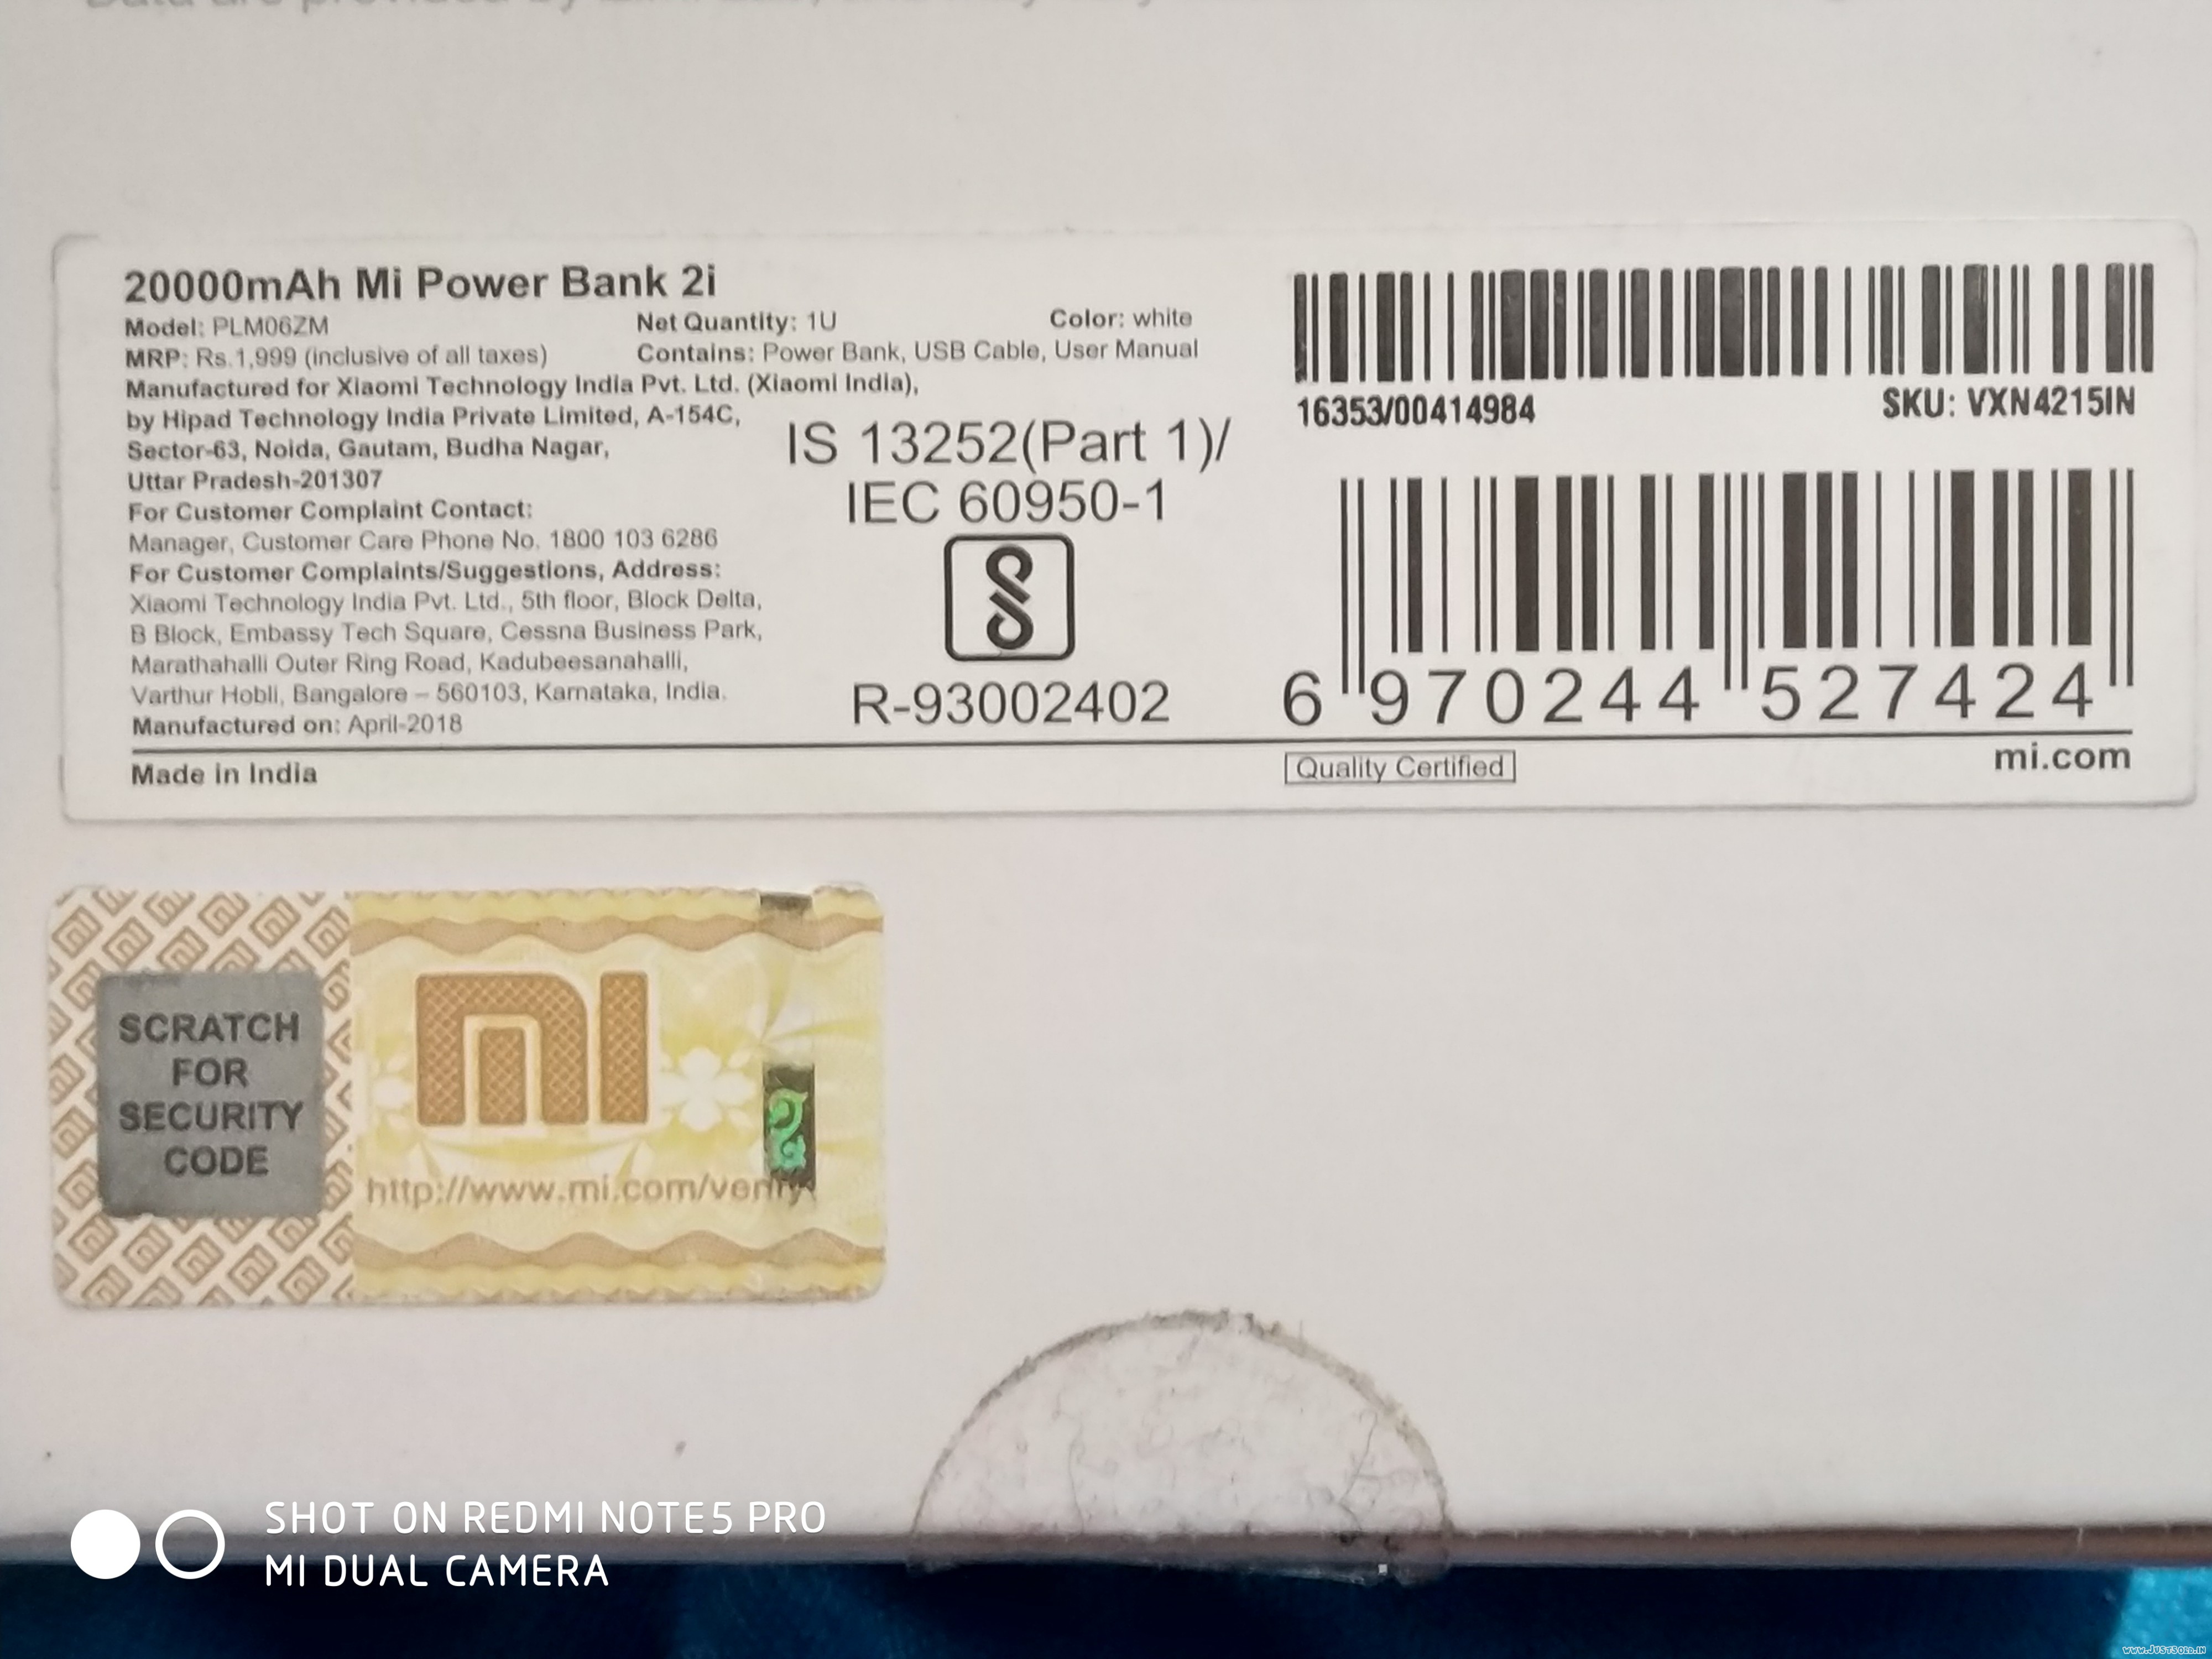 20000mAh Mi Power Bank 2i
Model: PLM06ZM Net Quantity: 1U Color: white
MRP: Rs.1,999 (inclusive of all taxes) Contains: Power Bank, USB Cable, User Manual
Manufactured for Xiaomi Technology India Pvt. Ltd. (Xiaomi India),
by Hipad Technology India Private Limited, A-154C,
Sector-63, Noida, Gautam, Budha Nagar,
Uttar Pradesh-201307
For Customer Complaint Contact:
Manager, Customer Care Phone No. 1800 103 6286
For Customer Complaints/Suggestions, Address:
Xiaomi Technology India Pvt. Ltd., 5th floor, Block Delta,
B Block, Embassy Tech Square, Cessna Business Park,
Marathahalli Outer Ring Road, Kadubeesanahalli,
Varthur Hobli, Bangalore – 560103, Karnataka, India.
Manufactured on: April-2018
IS 13252(Part 1)/
IEC 60950-1
R-93002402
16353/00414984 SKU: VXN4215IN
6 970244 527424
Made in India Quality Certified mi.com
SCRATCH
FOR
SECURITY
CODE
mi
http://www.mi.com/verify
SHOT ON REDMI NOTE5 PRO
MI DUAL CAMERA
www.JustSold.in